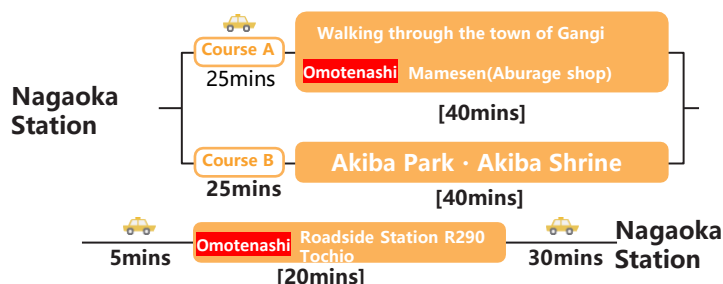 Course A
25mins
Walking through the town of Gangi
Omotenashi Mamesen(Aburage shop)
[40mins]
Nagaoka
Station
Course B
25mins
Akiba Park · Akiba Shrine
[40mins]
5mins
Omotenashi Roadside Station R290
Tochio
[20mins]
30mins
Nagaoka
Station